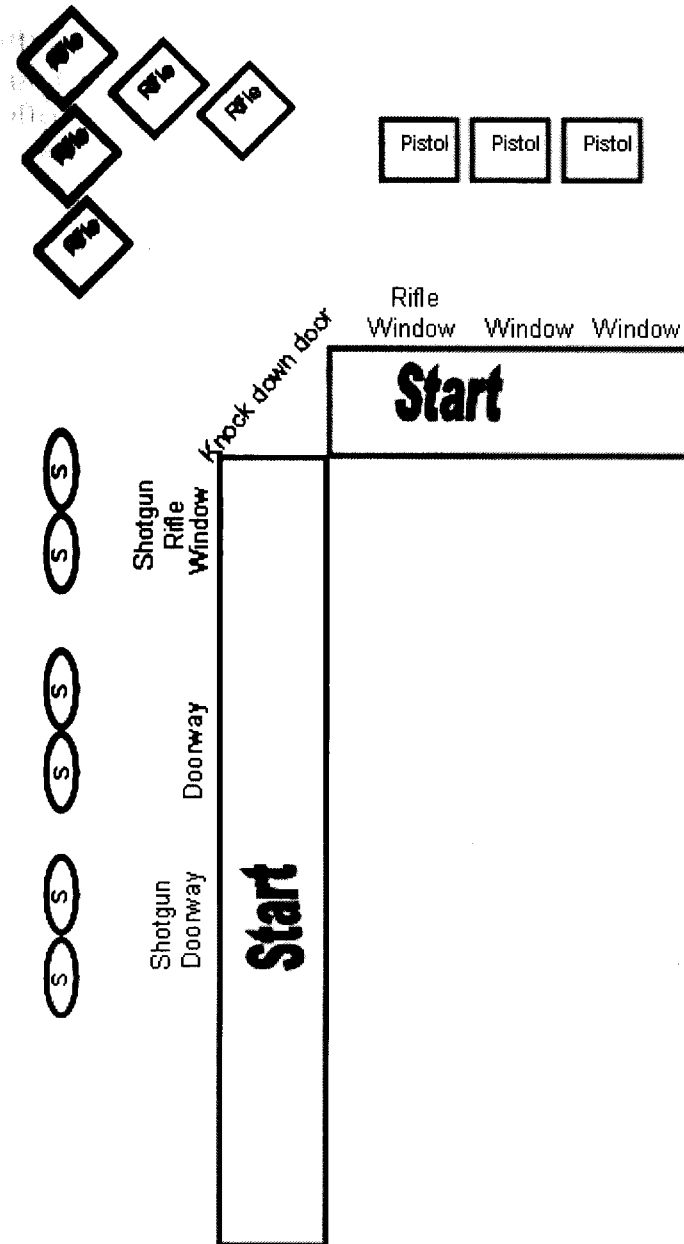 Rifle
Rifle
Rifle
Rifle
Rifle
Pistol
Pistol
Pistol
Rifle
Window
Window
Window
Knock down door
Start
S
S
Shotgun
Rifle
Window
S
S
Doorway
S
S
Shotgun
Doorway
Start